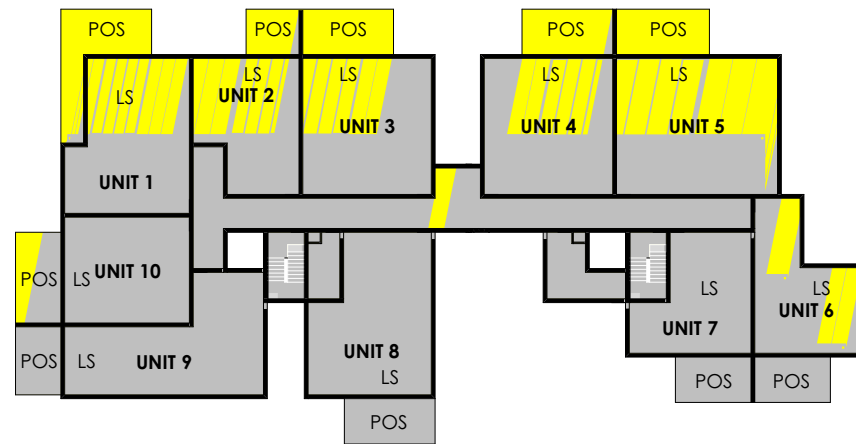 POS POS POS POS POS
LS LS LS LS LS
UNIT 2
UNIT 3 UNIT 4 UNIT 5
UNIT 1
POS LS UNIT 10
LS LS
UNIT 6
UNIT 7
POS LS UNIT 9 UNIT 8
LS
POS POS
POS